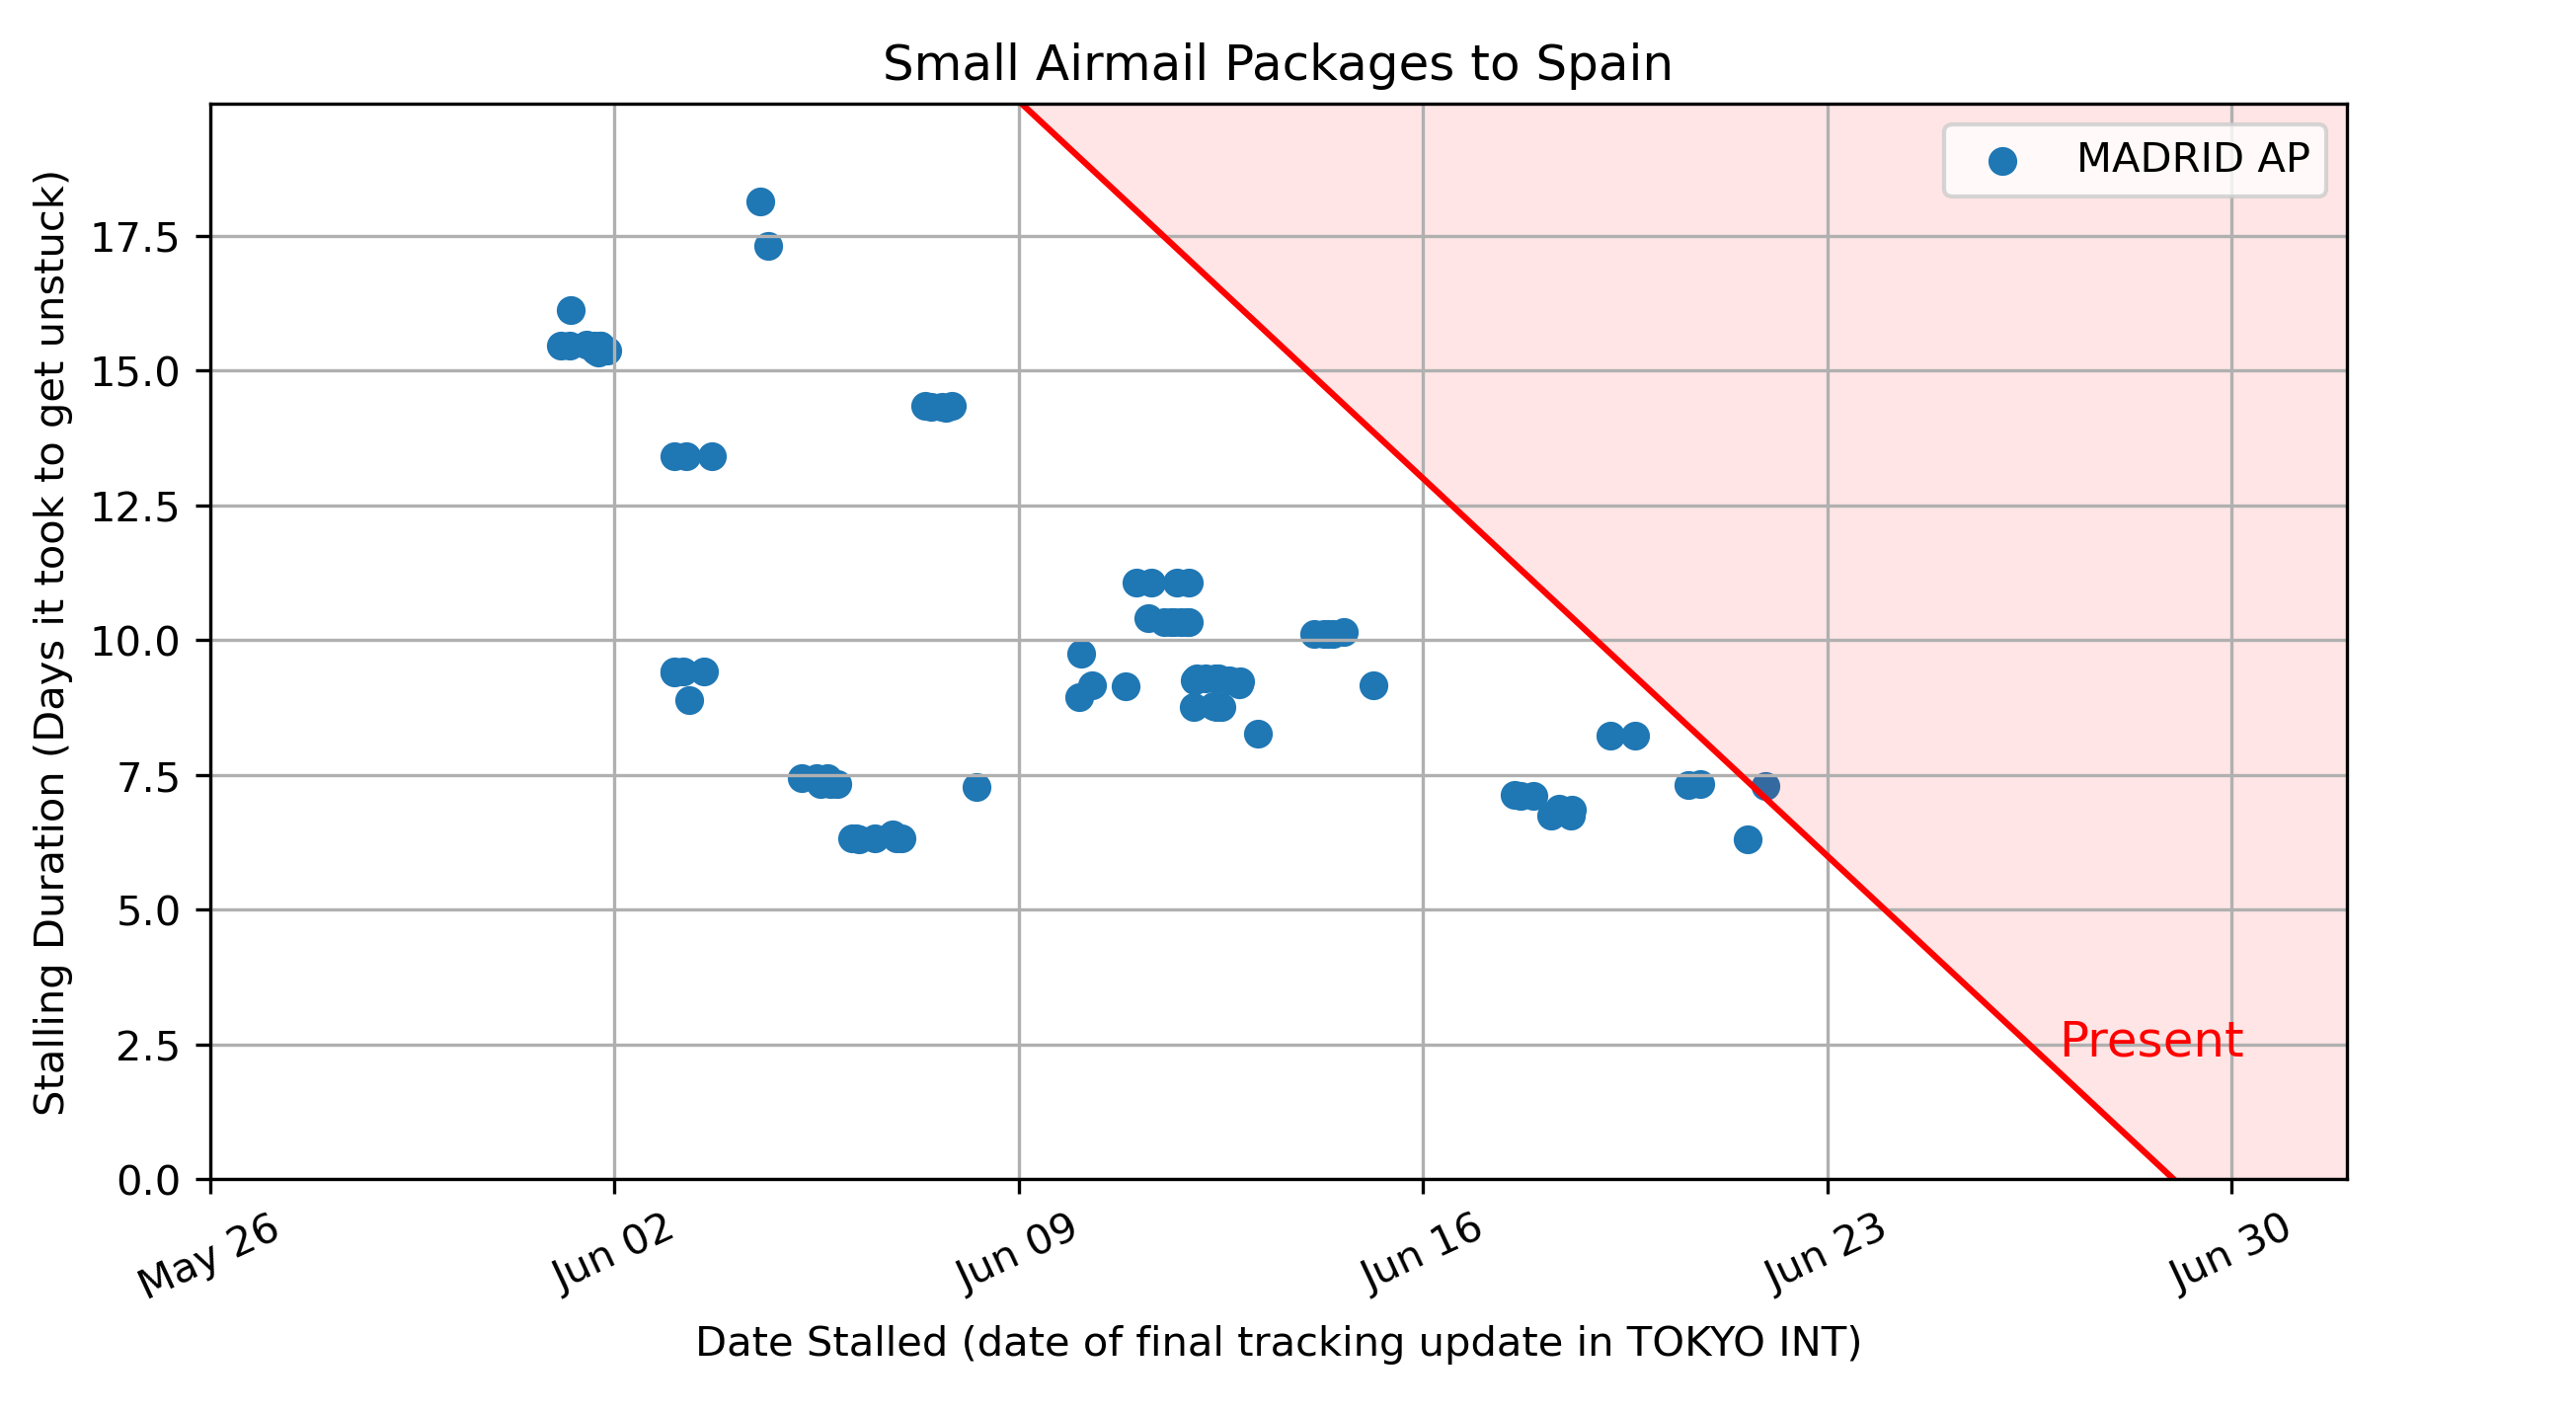 Small Airmail Packages to Spain
MADRID AP
Stalling Duration (Days it took to get unstuck)
17.5
15.0
12.5
10.0
7.5
5.0
2.5
0.0
Present
May 26
Jun 02
Jun 09
Jun 16
Jun 23
Jun 30
Date Stalled (date of final tracking update in TOKYO INT)